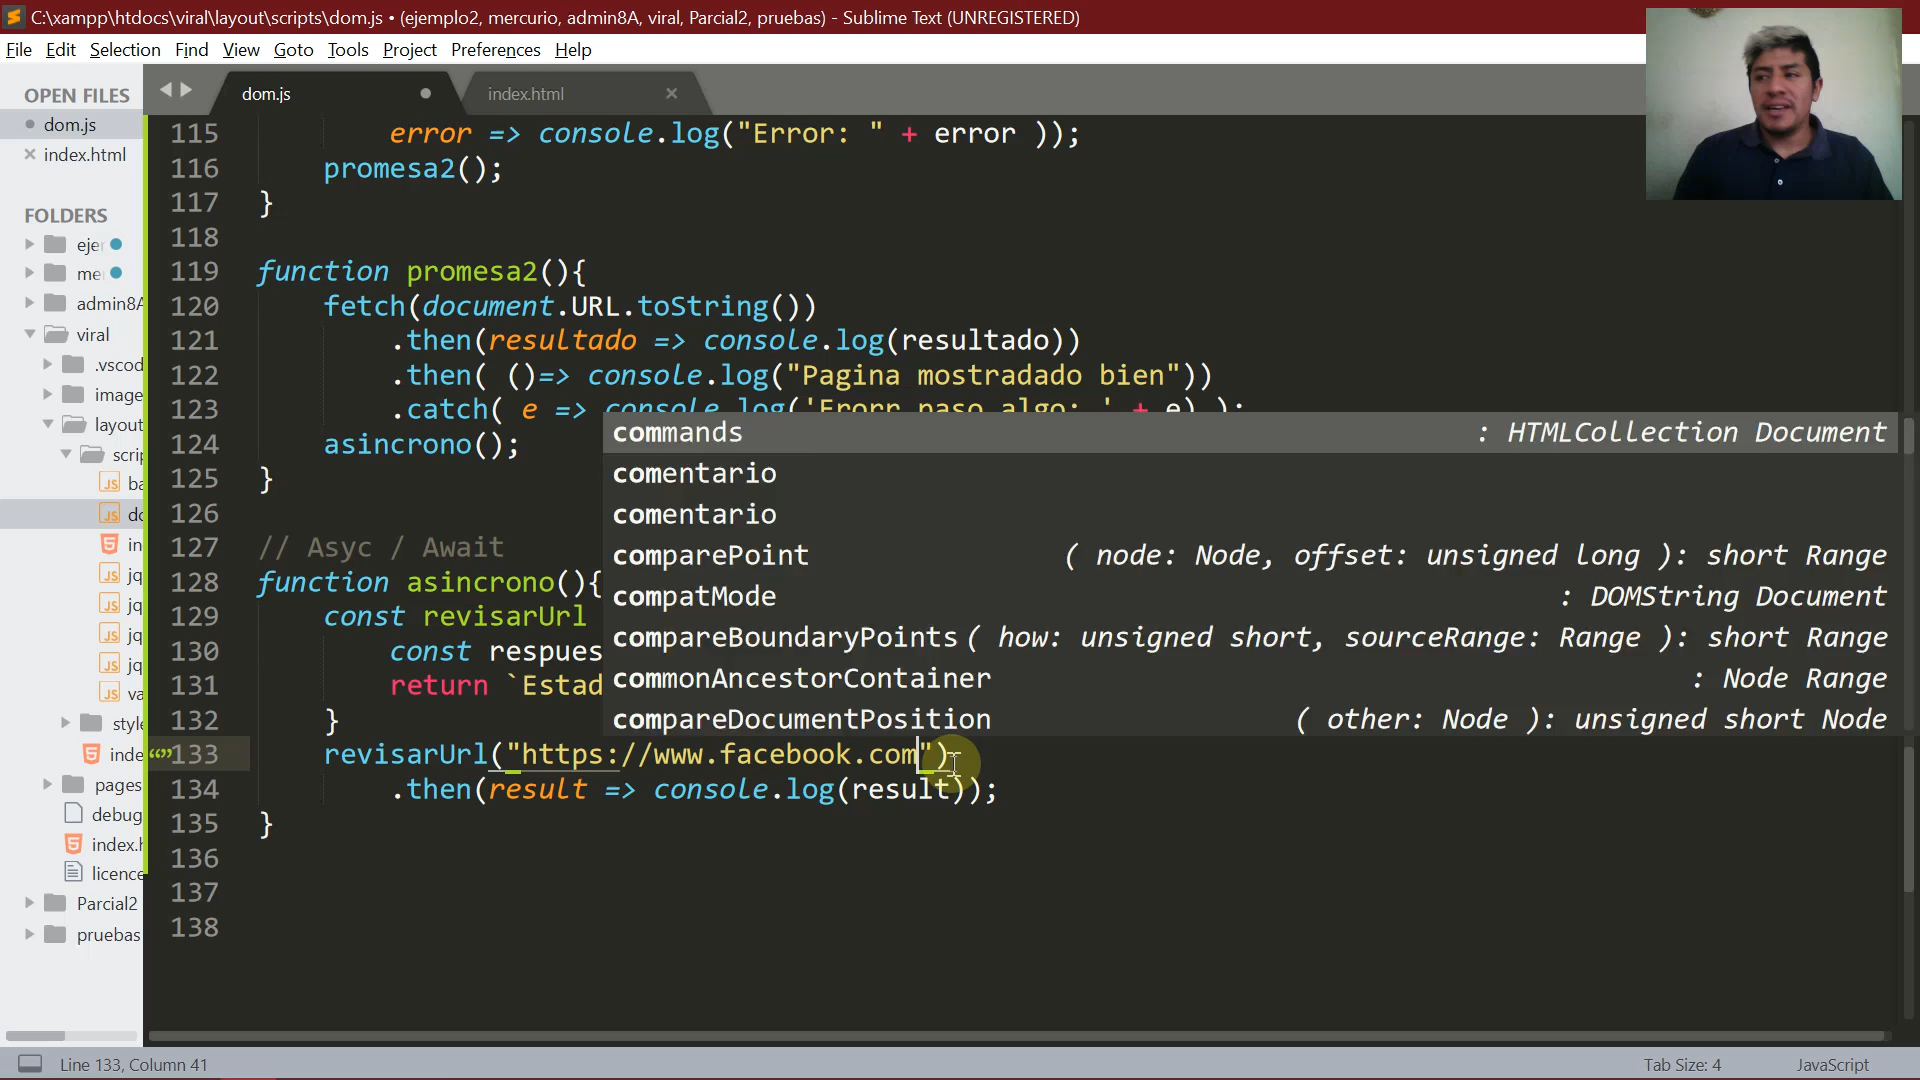 C:\xampp\htdocs\viral\layout\scripts\dom.js • (ejemplo2, mercurio, admin8A, viral, Parcial2, pruebas) - Sublime Text (UNREGISTERED)
File Edit Selection Find View Goto Tools Project Preferences Help
OPEN FILES
dom.js
index.html
FOLDERS
eje
me
admin8A
viral
.vscod
image
layout
scrip
ba
do
in
jq
jq
jq
jq
va
style
inde
pages
debug
index.h
licence
Parcial2
pruebas
dom.js
index.html
115 error => console.log("Error: " + error ));
116 promesa2();
117 }
118
119 function promesa2(){
120 fetch(document.URL.toString())
121 .then(resultado => console.log(resultado))
122 .then( ()=> console.log("Pagina mostradado bien"))
123 .catch( e => console.log('Erorr paso algo: ' + e) );
124 asincrono();
125 }
126
127 // Asyc / Await
128 function asincrono(){
129 const revisarUrl
130 const respues
131 return `Estad
132 }
133 revisarUrl("https://www.facebook.com")
134 .then(result => console.log(result));
135 }
136
137
138
commands : HTMLCollection Document
comentario
comentario
comparePoint ( node: Node, offset: unsigned long ): short Range
compatMode : DOMString Document
compareBoundaryPoints ( how: unsigned short, sourceRange: Range ): short Range
commonAncestorContainer : Node Range
compareDocumentPosition ( other: Node ): unsigned short Node
Line 133, Column 41
Tab Size: 4
JavaScript